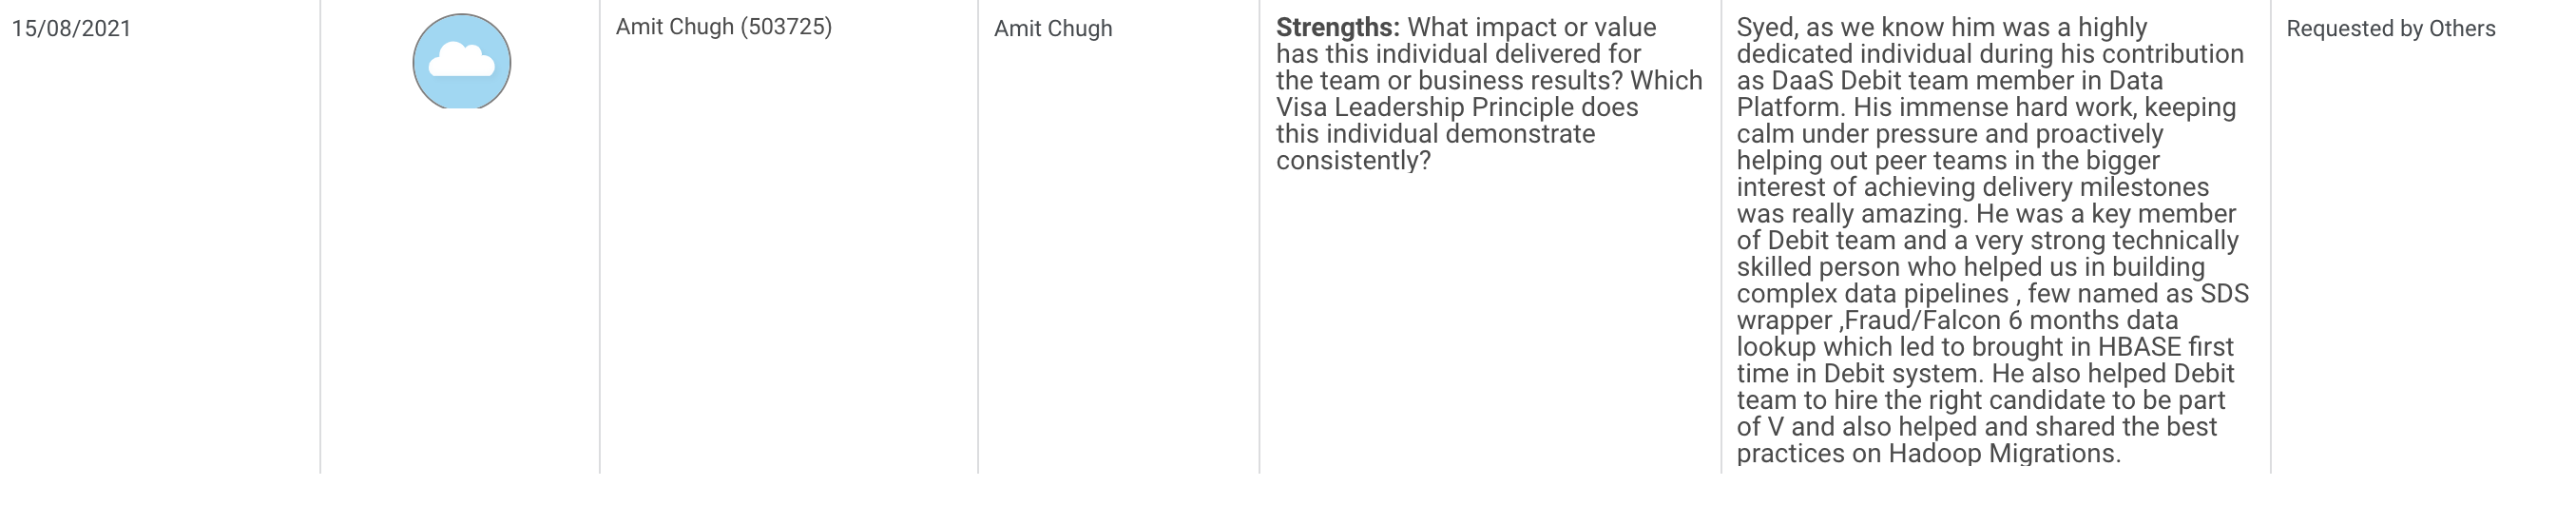 15/08/2021
Amit Chugh (503725)
Amit Chugh
Strengths: What impact or value
has this individual delivered for
the team or business results? Which
Visa Leadership Principle does
this individual demonstrate
consistently?
Syed, as we know him was a highly
dedicated individual during his contribution
as DaaS Debit team member in Data
Platform. His immense hard work, keeping
calm under pressure and proactively
helping out peer teams in the bigger
interest of achieving delivery milestones
was really amazing. He was a key member
of Debit team and a very strong technically
skilled person who helped us in building
complex data pipelines , few named as SDS
wrapper ,Fraud/Falcon 6 months data
lookup which led to brought in HBASE first
time in Debit system. He also helped Debit
team to hire the right candidate to be part
of V and also helped and shared the best
practices on Hadoop Migrations.
Requested by Others